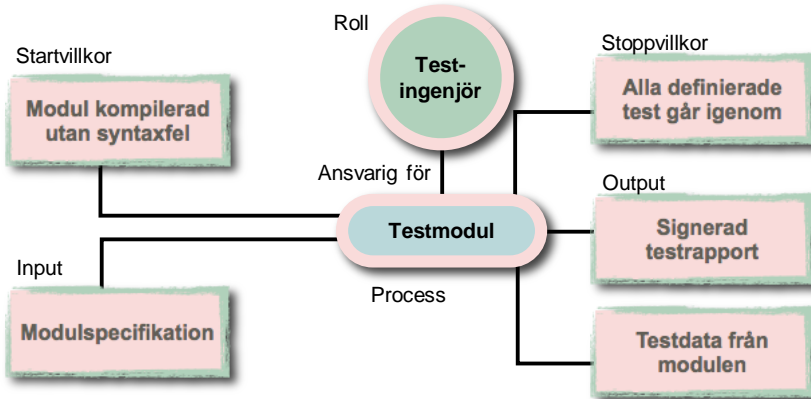 Roll
Test-
ingenjör
Startvillkor
Modul kompilerad
utan syntaxfel
Stoppvillkor
Alla definierade
test går igenom
Ansvarig för
Testmodul
Process
Input
Modulspecifikation
Output
Signerad
testrapport
Testdata från
modulen